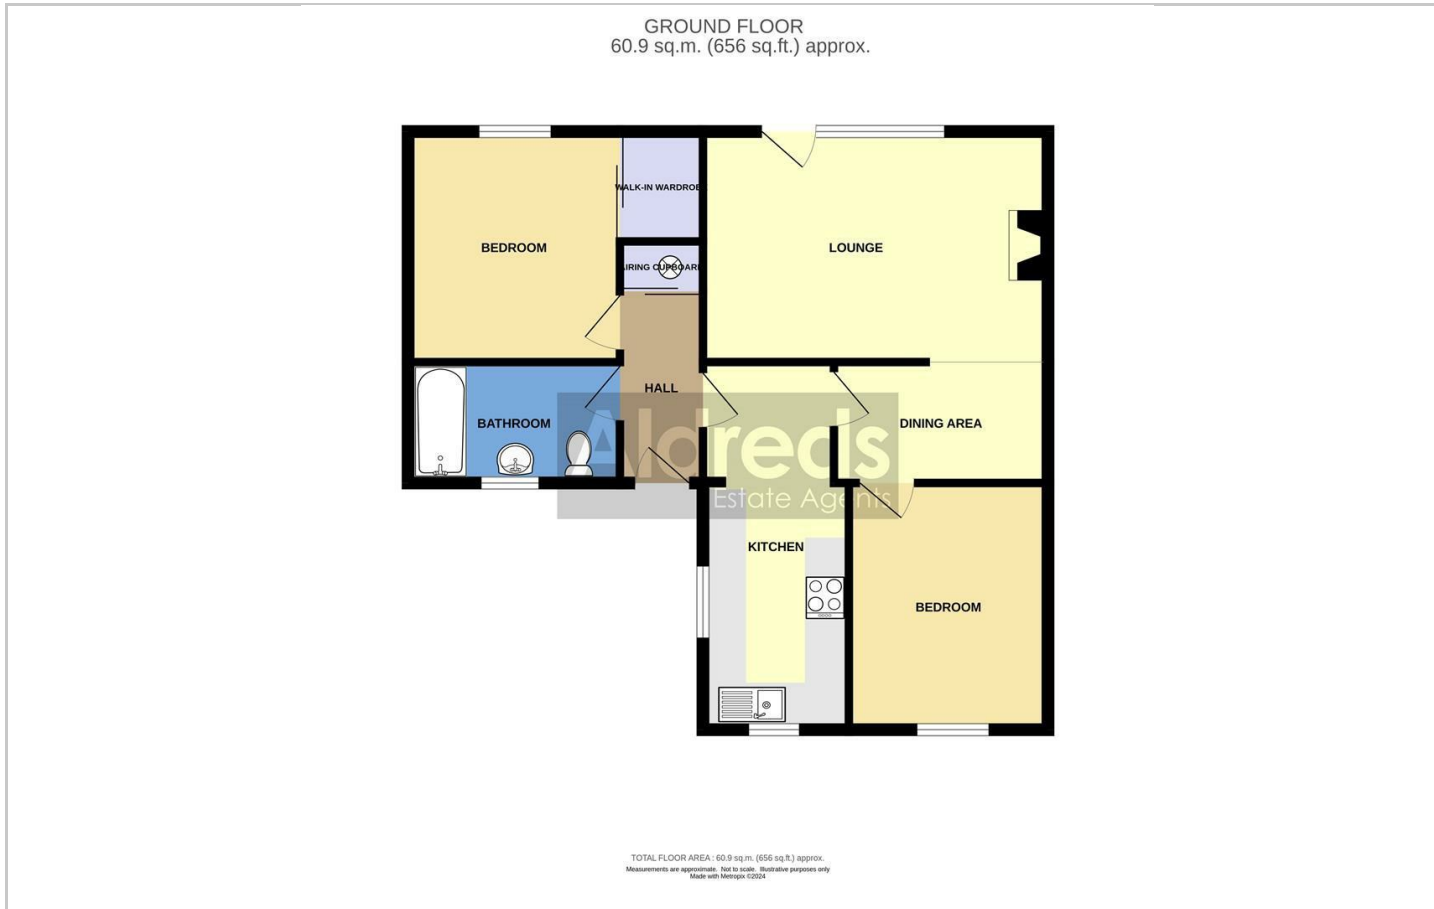 GROUND FLOOR
60.9 sq.m. (656 sq.ft.) approx.
WALK-IN WARDROBE
BEDROOM
LOUNGE
AIRING CUPBOARD
HALL
BATHROOM
DINING AREA
Aldreds
Estate Agents
KITCHEN
BEDROOM
TOTAL FLOOR AREA : 60.9 sq.m. (656 sq.ft.) approx.
Measurements are approximate. Not to scale. Illustrative purposes only
Made with Metropix ©2024